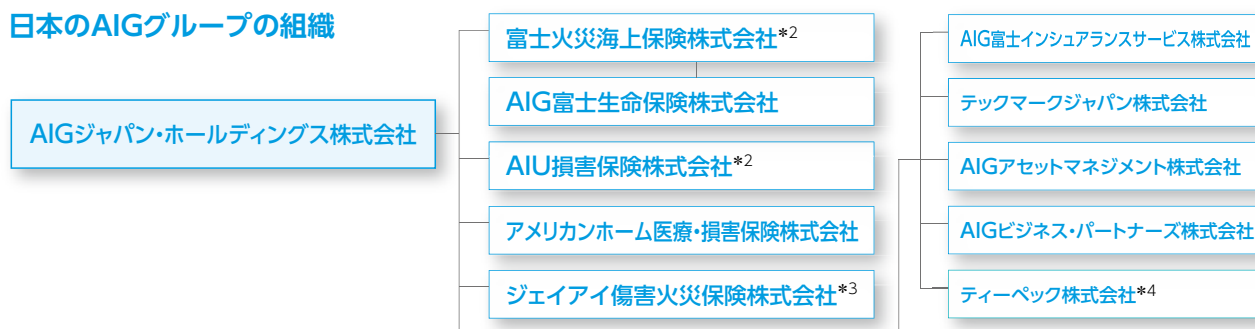 日本のAIGグループの組織
AIGジャパン・ホールディングス株式会社
富士火災海上保険株式会社*2
AIG富士生命保険株式会社
AIU損害保険株式会社*2
アメリカンホーム医療・損害保険株式会社
ジェイアイ傷害火災保険株式会社*3
AIG富士インシュアランスサービス株式会社
テックマークジャパン株式会社
AIGアセットマネジメント株式会社
AIGビジネス・パートナーズ株式会社
ティーペック株式会社*4